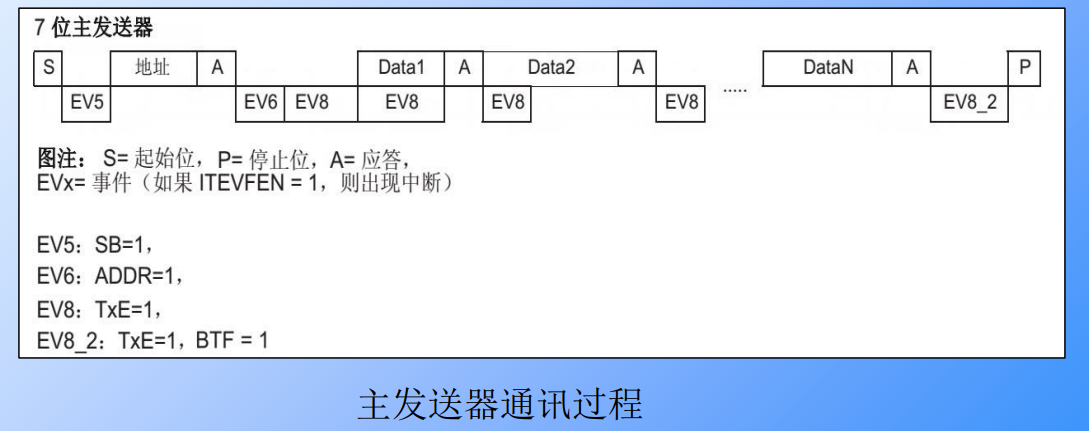 7 位主发送器
S 地址 A Data1 A Data2 A ..... DataN A P
EV5 EV6 EV8 EV8 EV8 EV8 EV8_2
图注： S= 起始位，P= 停止位，A= 应答，
EVx= 事件（如果 ITEVFEN = 1，则出现中断）
EV5：SB=1，
EV6：ADDR=1，
EV8：TxE=1，
EV8_2：TxE=1，BTF = 1
主发送器通讯过程